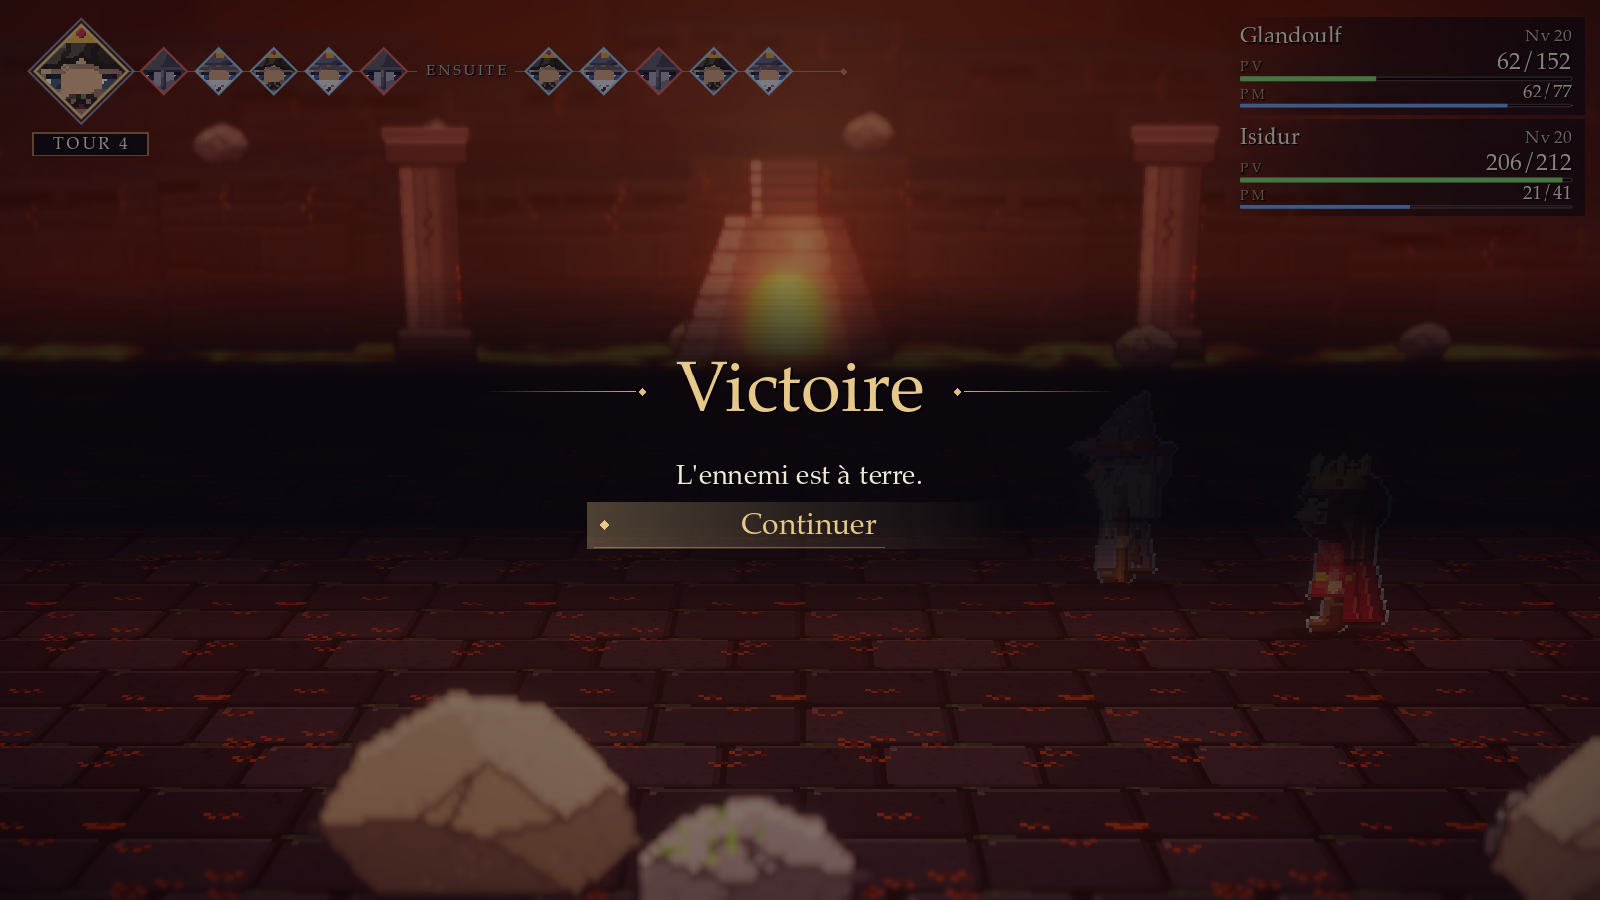 ENSUITE
TOUR 4
Glandoulf Nv 20
PV 62/152
PM 62/77
Isidur Nv 20
PV 206/212
PM 21/41
Victoire
L'ennemi est à terre.
Continuer